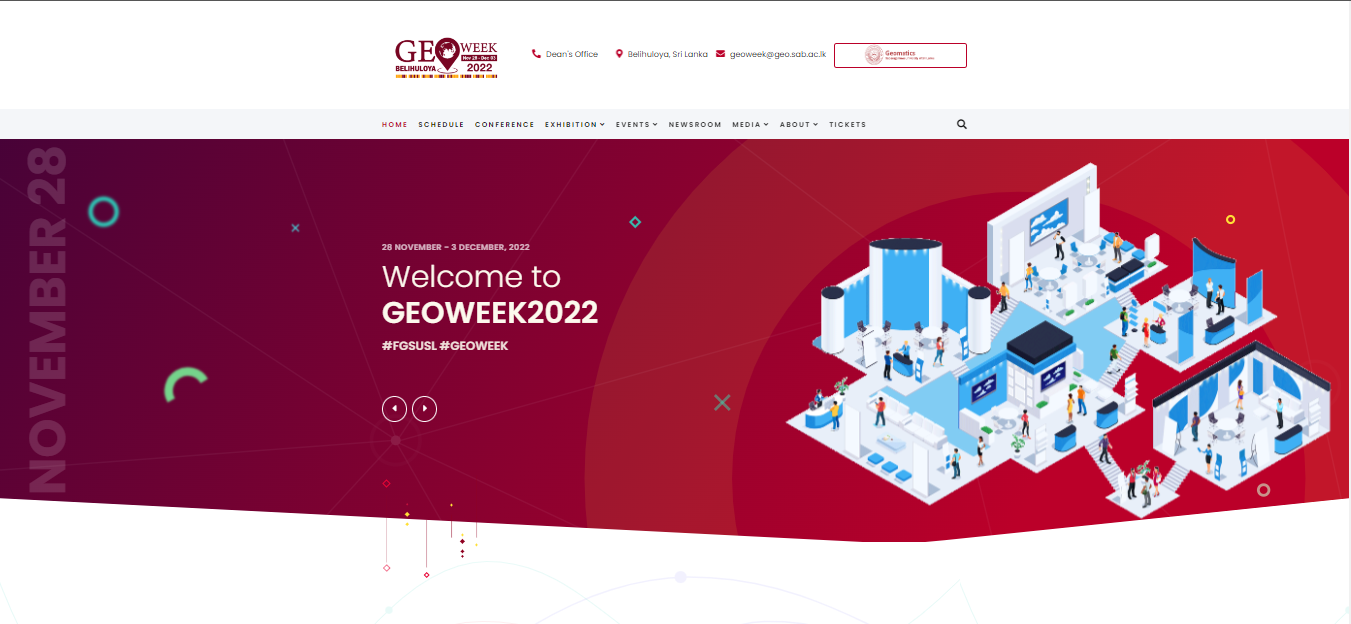 GEO WEEK
Nov 28 - Dec 03
BELIHULOYA 2022
Dean's Office
Belihuloya, Sri Lanka
geoweek@geo.sab.ac.lk
Geomatics
HOME SCHEDULE CONFERENCE EXHIBITION EVENTS NEWSROOM MEDIA ABOUT TICKETS
NOVEMBER 28
28 NOVEMBER - 3 DECEMBER, 2022
Welcome to
GEOWEEK2022
#FGSUSL #GEOWEEK